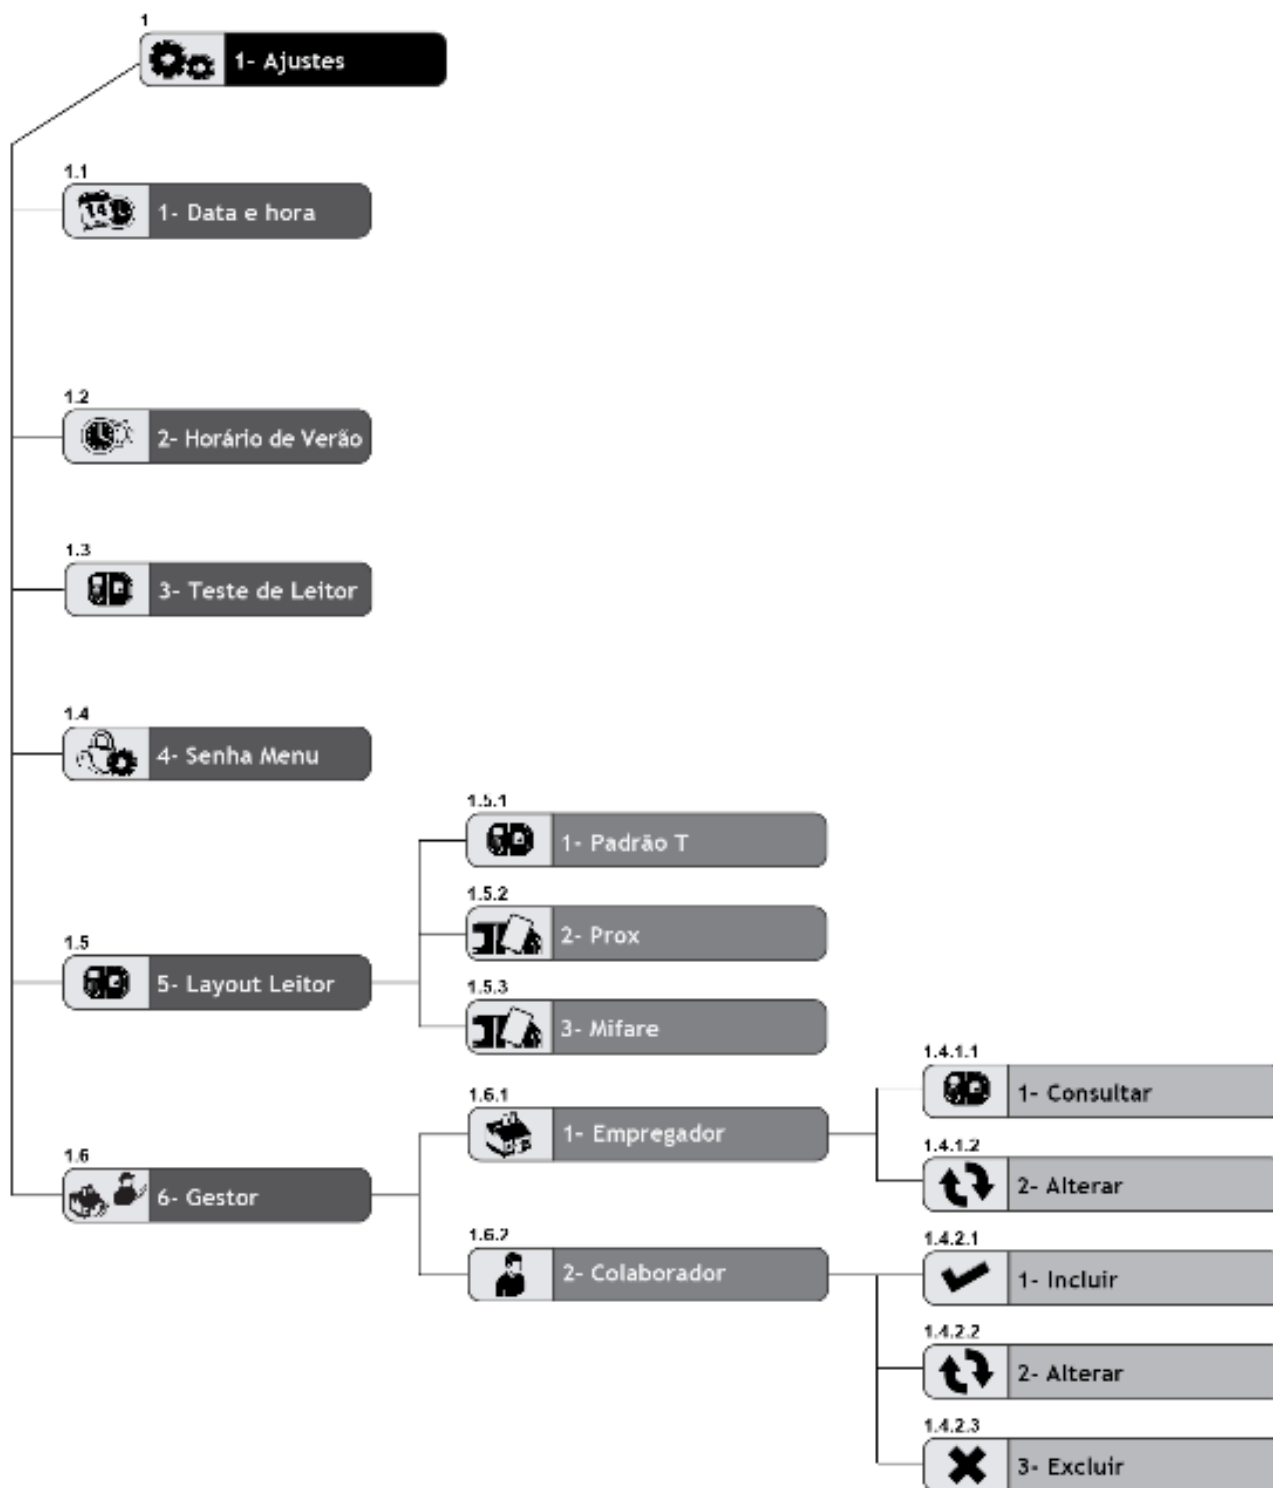 1
1- Ajustes
1.1
1- Data e hora
1.2
2- Horário de Verão
1.3
3- Teste de Leitor
1.4
4- Senha Menu
1.5
5- Layout Leitor
1.5.1
1- Padrão T
1.5.2
2- Prox
1.5.3
3- Mifare
1.6
6- Gestor
1.6.1
1- Empregador
1.4.1.1
1- Consultar
1.4.1.2
2- Alterar
1.6.2
2- Colaborador
1.4.2.1
1- Incluir
1.4.2.2
2- Alterar
1.4.2.3
3- Excluir